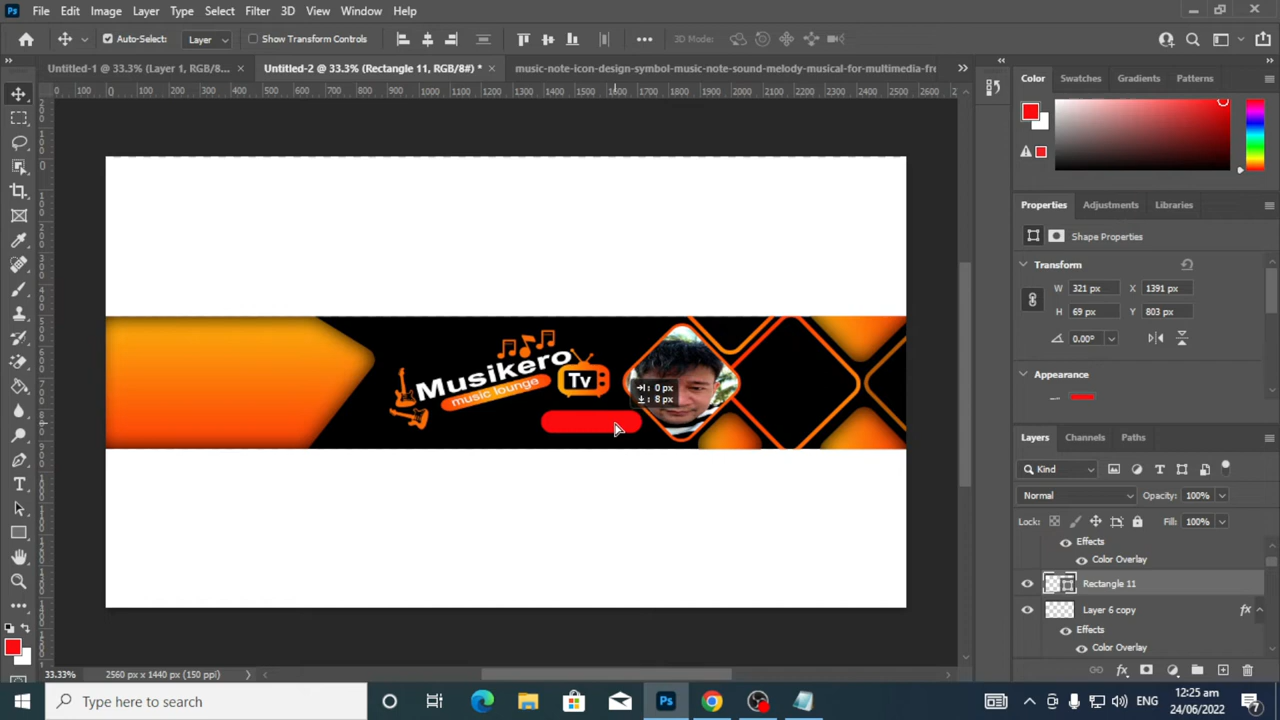 Ps File Edit Image Layer Type Select Filter 3D View Window Help
Auto-Select: Layer Show Transform Controls 3D Mode:
Untitled-1 @ 33.3% (Layer 1, RGB/8... Untitled-2 @ 33.3% (Rectangle 11, RGB/8#) * music-note-icon-design-symbol-music-note-sound-melody-musical-for-multimedia-fre
Color Swatches Gradients Patterns
Properties Adjustments Libraries
Shape Properties
Transform
W 321 px X 1391 px
H 69 px Y 803 px
0.00°
Appearance
Musikero
Tv
music lounge
0 px
8 px
Layers Channels Paths
Kind
Normal Opacity: 100%
Lock: Fill: 100%
Effects
Color Overlay
Rectangle 11
Layer 6 copy fx
Effects
Color Overlay
33.33% 2560 px x 1440 px (150 ppi)
Type here to search
ENG
12:25 am
24/06/2022
7